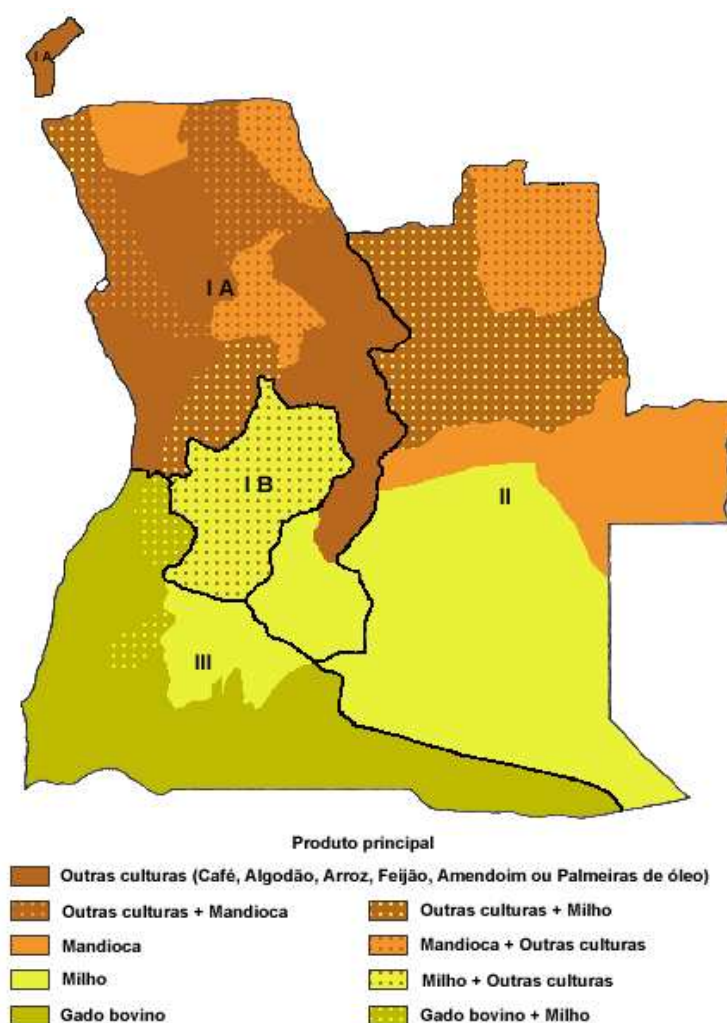 I A
I A
I B
II
III
Produto principal
Outras culturas (Café, Algodão, Arroz, Feijão, Amendoim ou Palmeiras de óleo)
Outras culturas + Mandioca
Outras culturas + Milho
Mandioca
Mandioca + Outras culturas
Milho
Milho + Outras culturas
Gado bovino
Gado bovino + Milho